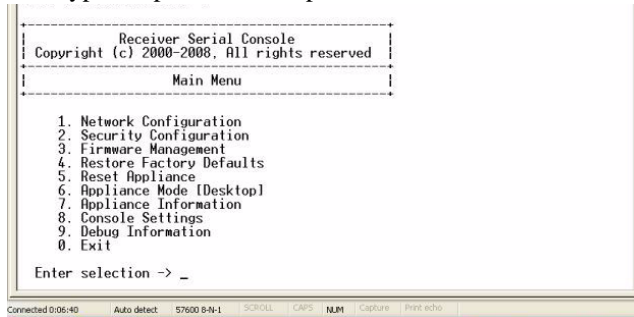 Receiver Serial Console
Copyright (c) 2000-2008, All rights reserved
Main Menu
1. Network Configuration
2. Security Configuration
3. Firmware Management
4. Restore Factory Defaults
5. Reset Appliance
6. Appliance Mode [Desktop]
7. Appliance Information
8. Console Settings
9. Debug Information
0. Exit
Enter selection -> _
Connected 0:06:40 Auto detect 57600 8-N-1 SCROLL CAPS NUM Capture Print echo